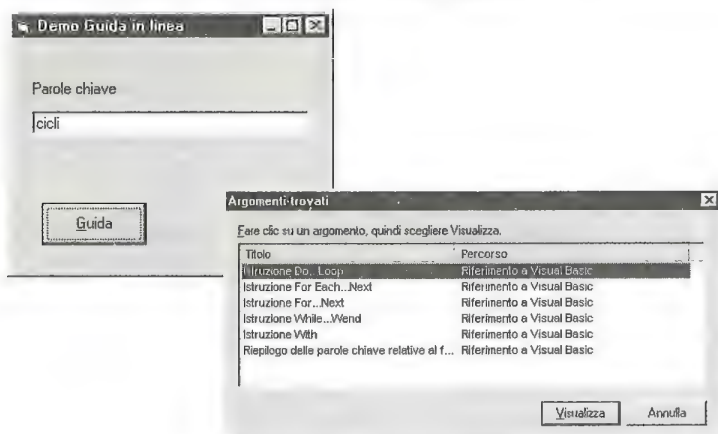 Demo Guida in linea
Parole chiave
cicli
Guida
Argomenti trovati
Fare clic su un argomento, quindi scegliere Visualizza.
Titolo Percorso
Istruzione Do...Loop Riferimento a Visual Basic
Istruzione For Each...Next Riferimento a Visual Basic
Istruzione For...Next Riferimento a Visual Basic
Istruzione While...Wend Riferimento a Visual Basic
Istruzione With Riferimento a Visual Basic
Riepilogo delle parole chiave relative al f... Riferimento a Visual Basic
Visualizza Annulla